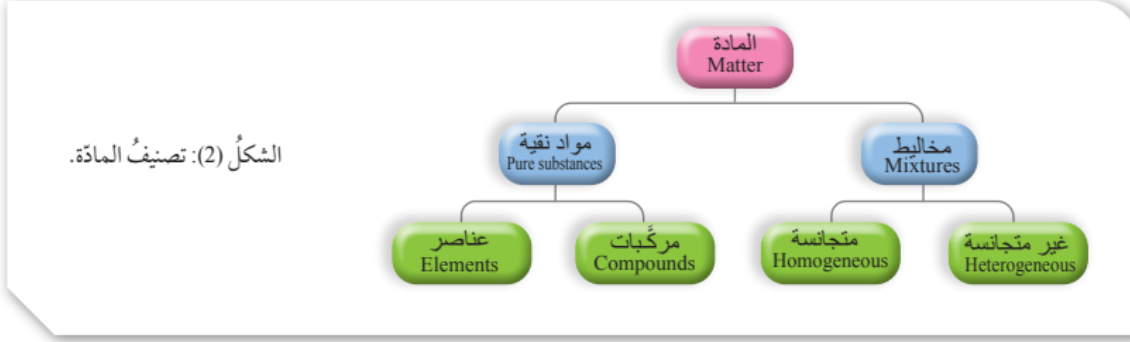 المادة
Matter
مخاليط
Mixtures
مواد نقية
Pure substances
غير متجانسة
Heterogeneous
متجانسة
Homogeneous
مركَّبات
Compounds
عناصر
Elements
الشكلُ (2): تصنيفُ المادّة.